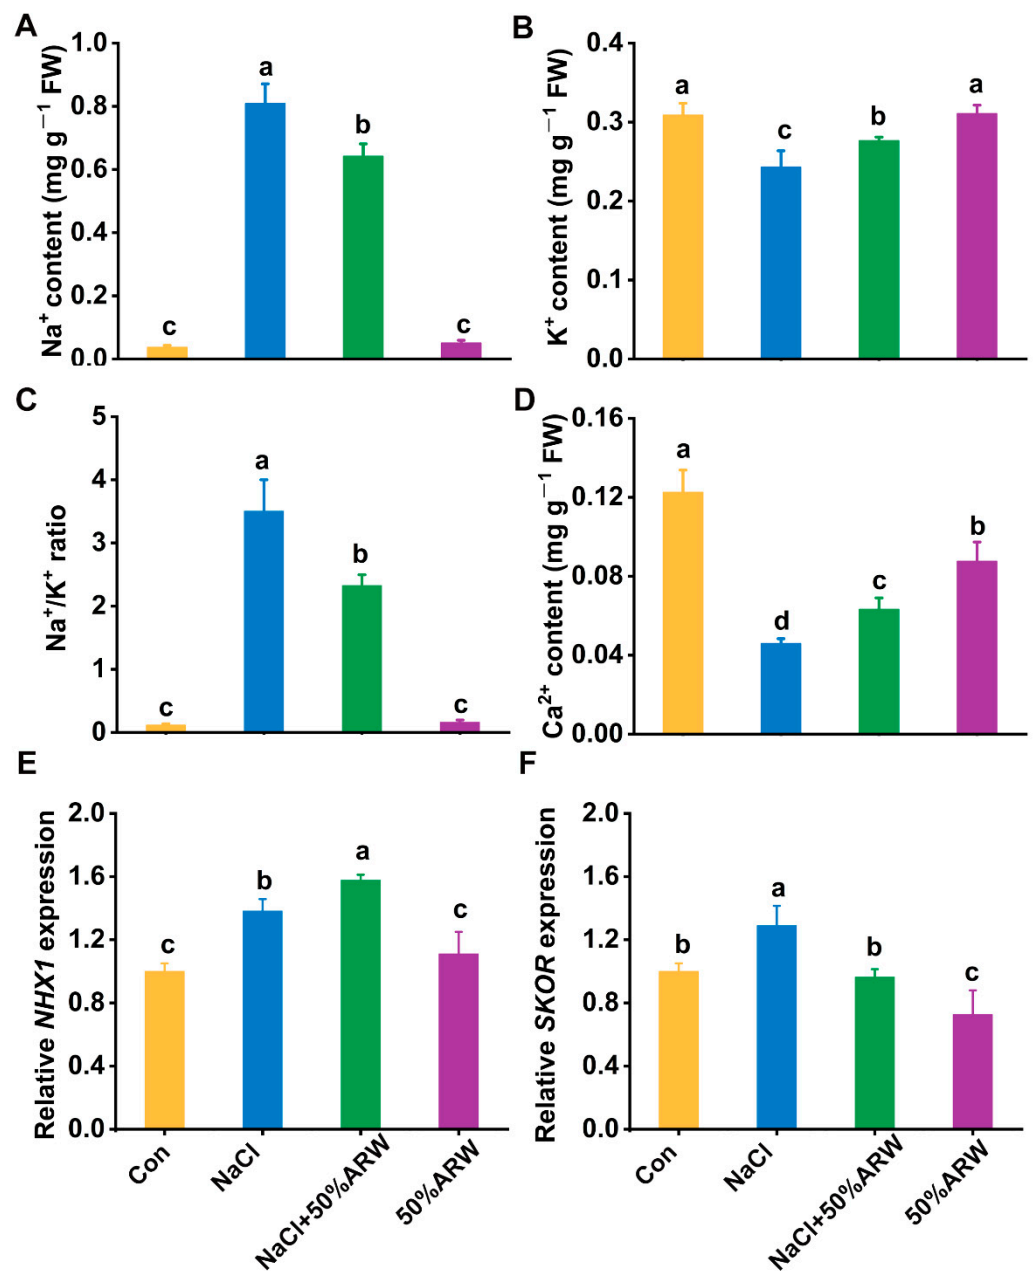 A
Na⁺ content (mg g⁻¹ FW)
1.0
0.8
0.6
0.4
0.2
0.0
c
a
b
c
B
K⁺ content (mg g⁻¹ FW)
0.4
0.3
0.2
0.1
0.0
a
c
b
a
C
Na⁺/K⁺ ratio
5
4
3
2
1
0
c
a
b
c
D
Ca²⁺ content (mg g⁻¹ FW)
0.16
0.12
0.08
0.04
0.00
a
d
c
b
E
Relative NHX1 expression
2.0
1.6
1.2
0.8
0.4
0.0
c
b
a
c
Con
NaCl
NaCl+50%ARW
50%ARW
F
Relative SKOR expression
2.0
1.6
1.2
0.8
0.4
0.0
b
a
b
c
Con
NaCl
NaCl+50%ARW
50%ARW